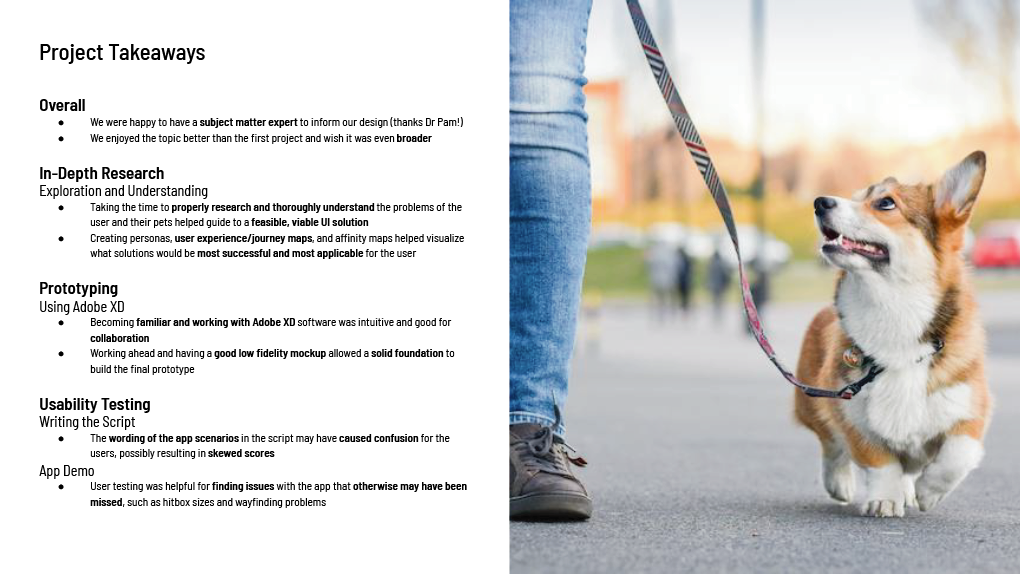 Project Takeaways
Overall
● We were happy to have a subject matter expert to inform our design (thanks Dr Pam!)
● We enjoyed the topic better than the first project and wish it was even broader
In-Depth Research
Exploration and Understanding
● Taking the time to properly research and thoroughly understand the problems of the
user and their pets helped guide to a feasible, viable UI solution
● Creating personas, user experience/journey maps, and affinity maps helped visualize
what solutions would be most successful and most applicable for the user
Prototyping
Using Adobe XD
● Becoming familiar and working with Adobe XD software was intuitive and good for
collaboration
● Working ahead and having a good low fidelity mockup allowed a solid foundation to
build the final prototype
Usability Testing
Writing the Script
● The wording of the app scenarios in the script may have caused confusion for the
users, possibly resulting in skewed scores
App Demo
● User testing was helpful for finding issues with the app that otherwise may have been
missed, such as hitbox sizes and wayfinding problems